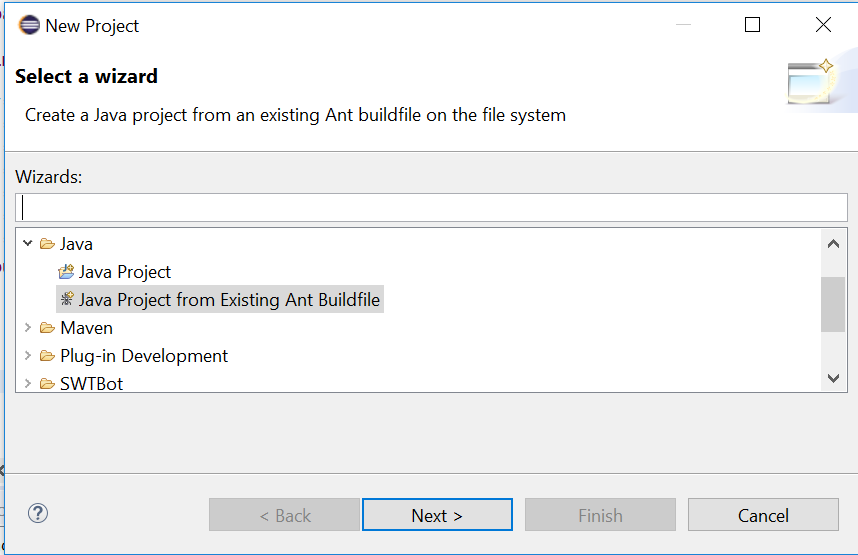 New Project
Select a wizard
Create a Java project from an existing Ant buildfile on the file system
Wizards:
Java
Java Project
Java Project from Existing Ant Buildfile
Maven
Plug-in Development
SWTBot
< Back
Next >
Finish
Cancel